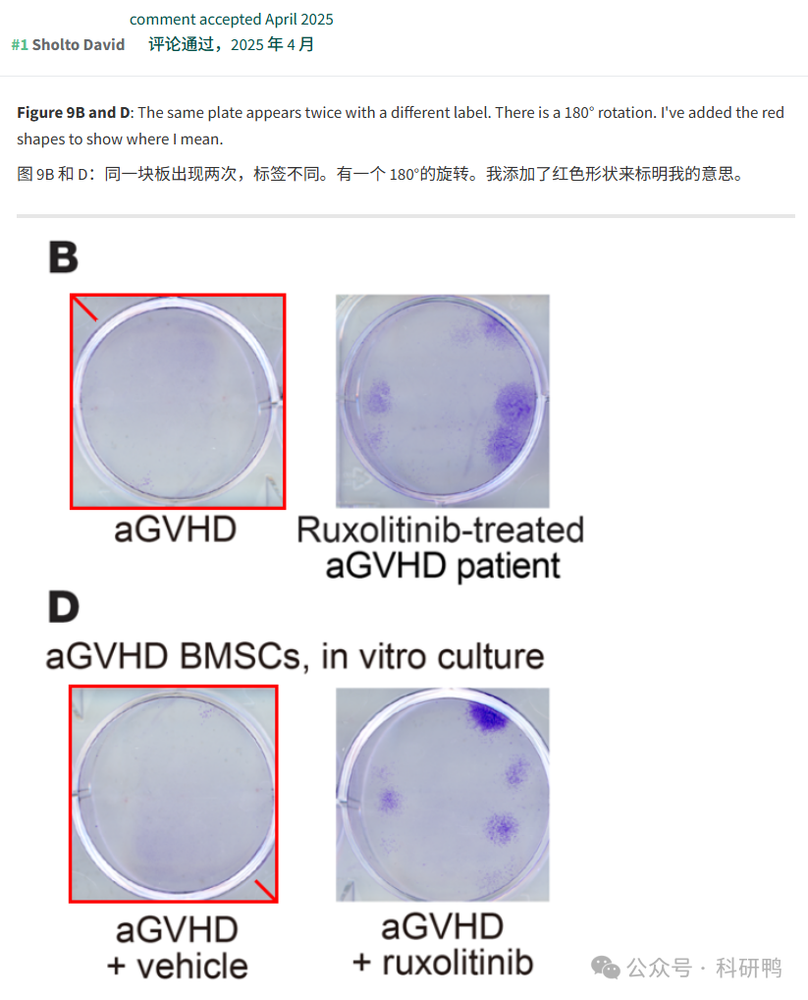 comment accepted April 2025
#1 Sholto David 评论通过，2025 年 4 月
Figure 9B and D: The same plate appears twice with a different label. There is a 180° rotation. I've added the red
shapes to show where I mean.
图 9B 和 D：同一块板出现两次，标签不同。有一个 180°的旋转。我添加了红色形状来标明我的意思。
B
aGVHD
Ruxolitinib-treated
aGVHD patient
D
aGVHD BMSCs, in vitro culture
aGVHD
+ vehicle
aGVHD
+ ruxolitinib
公众号 · 科研鸭